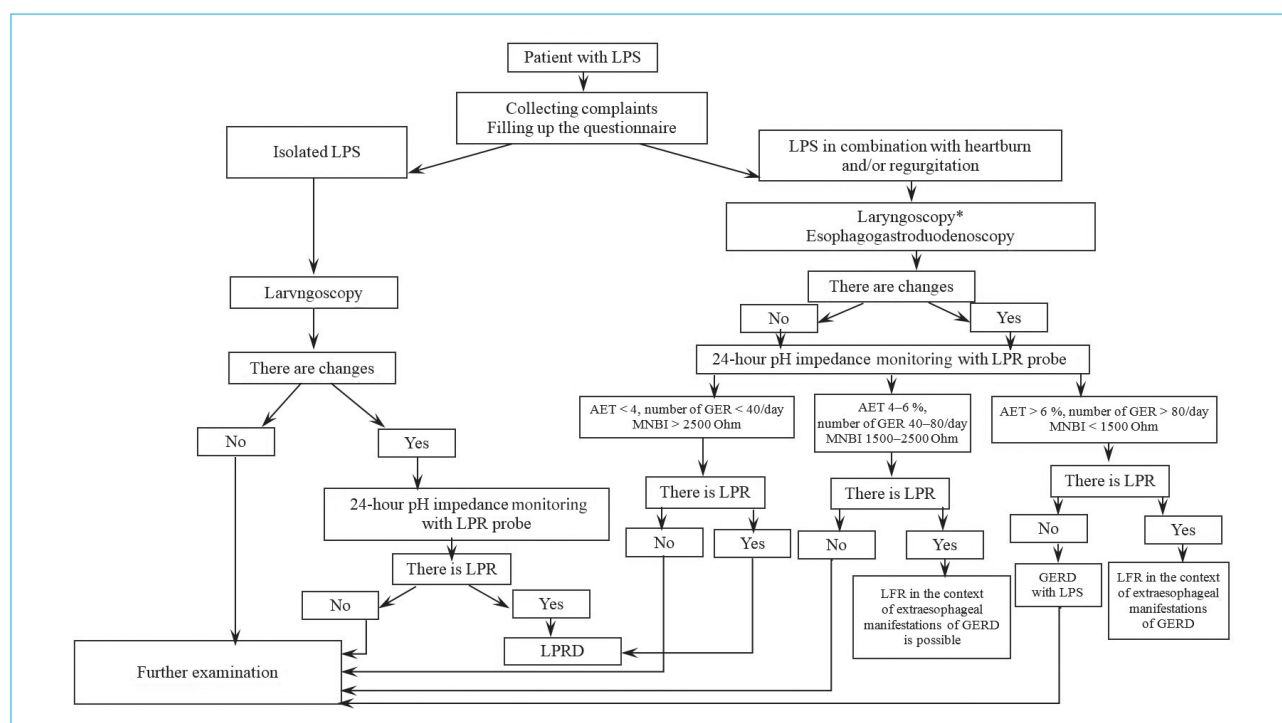 Patient with LPS
Collecting complaints
Filling up the questionnaire
Isolated LPS
LPS in combination with heartburn
and/or regurgitation
Laryngoscopy*
Esophagogastroduodenoscopy
Larvngoscopy
There are changes
No
Yes
24-hour pH impedance monitoring with LPR probe
There are changes
No
Yes
24-hour pH impedance monitoring
with LPR probe
There is LPR
No
Yes
LPRD
AET < 4, number of GER < 40/day
MNBI > 2500 Ohm
There is LPR
No
Yes
AET 4–6 %,
number of GER 40–80/day
MNBI 1500–2500 Ohm
There is LPR
No
Yes
LFR in the context
of extraesophageal
manifestations of GERD
is possible
AET > 6 %, number of GER > 80/day
MNBI < 1500 Ohm
There is LPR
No
Yes
GERD
with LPS
LFR in the context
of extraesophageal
manifestations
of GERD
Further examination